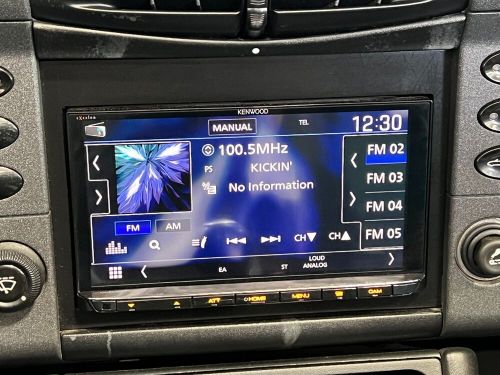 eXcelon
KENWOOD
MANUAL
TEL
12:30
100.5MHz
PS
KICKIN'
No Information
FM 02
FM 03
FM 04
FM 05
FM
AM
CH▼
CH▲
EA
ST
LOUD
ANALOG
ATT
HOME
MENU
CAM